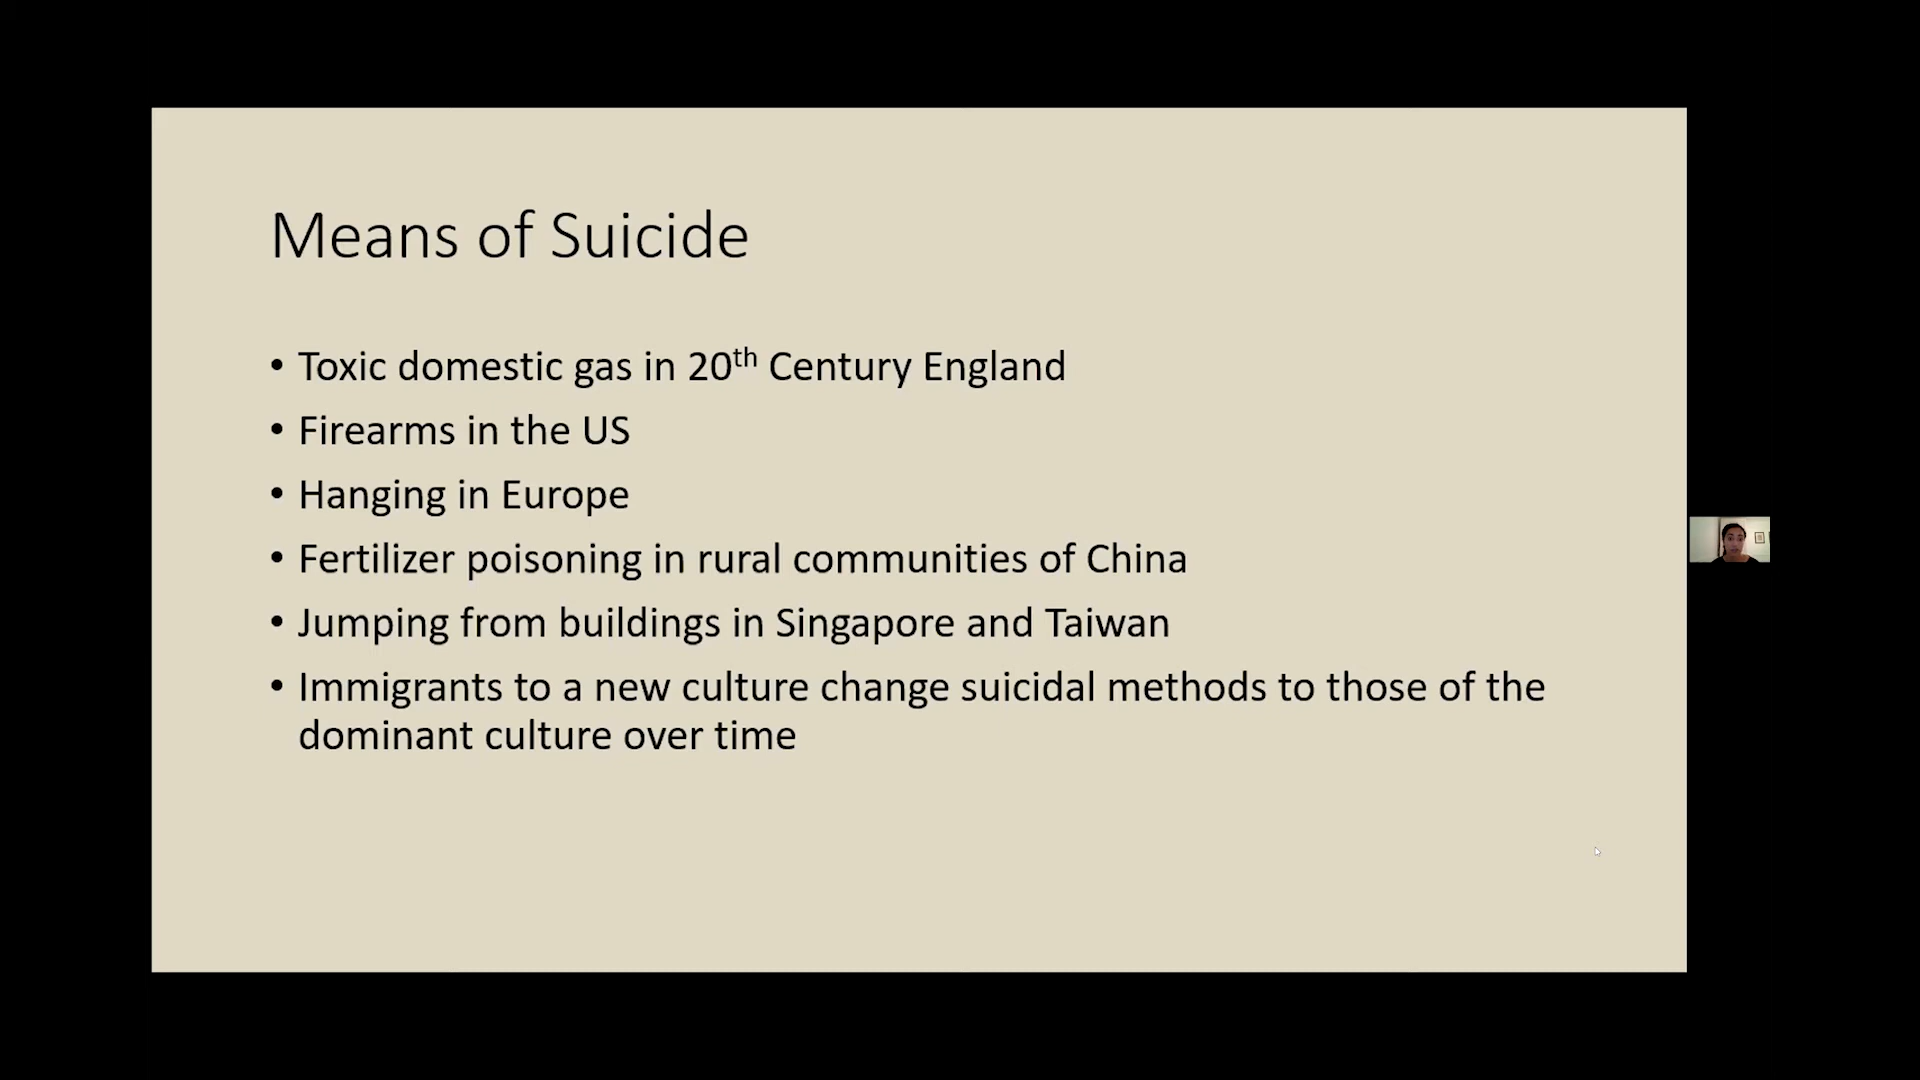 Means of Suicide
• Toxic domestic gas in 20th Century England
• Firearms in the US
• Hanging in Europe
• Fertilizer poisoning in rural communities of China
• Jumping from buildings in Singapore and Taiwan
• Immigrants to a new culture change suicidal methods to those of the
dominant culture over time